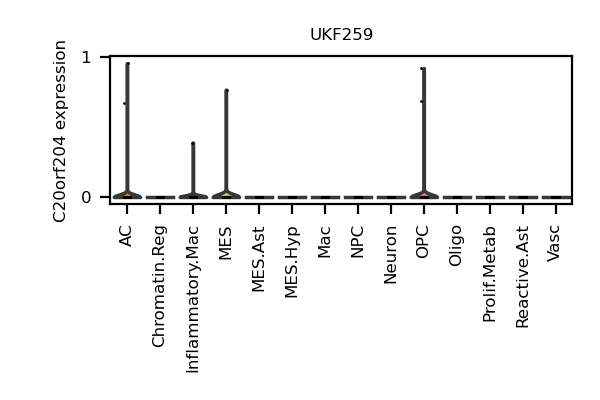 UKF259
C20orf204 expression
1
0
AC
Chromatin.Reg
Inflammatory.Mac
MES
MES.Ast
MES.Hyp
Mac
NPC
Neuron
OPC
Oligo
Prolif.Metab
Reactive.Ast
Vasc